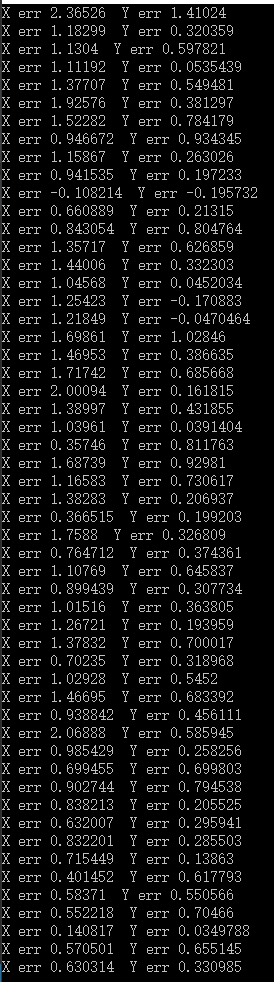 X err 2.36526  Y err 1.41024
X err 1.18299  Y err 0.320359
X err 1.1304  Y err 0.597821
X err 1.11192  Y err 0.0535439
X err 1.37707  Y err 0.549481
X err 1.92576  Y err 0.381297
X err 1.52282  Y err 0.784179
X err 0.946672  Y err 0.934345
X err 1.15867  Y err 0.263026
X err 0.941535  Y err 0.197233
X err -0.108214  Y err -0.195732
X err 0.660889  Y err 0.21315
X err 0.843054  Y err 0.804764
X err 1.35717  Y err 0.626859
X err 1.44006  Y err 0.332303
X err 1.04568  Y err 0.0452034
X err 1.25423  Y err -0.170883
X err 1.21849  Y err -0.0470464
X err 1.69861  Y err 1.02846
X err 1.46953  Y err 0.386635
X err 1.71742  Y err 0.685668
X err 2.00094  Y err 0.161815
X err 1.38997  Y err 0.431855
X err 1.03961  Y err 0.0391404
X err 0.35746  Y err 0.811763
X err 1.68739  Y err 0.92981
X err 1.16583  Y err 0.730617
X err 1.38283  Y err 0.206937
X err 0.366515  Y err 0.199203
X err 1.7588  Y err 0.326809
X err 0.764712  Y err 0.374361
X err 1.10769  Y err 0.645837
X err 0.899439  Y err 0.307734
X err 1.01516  Y err 0.363805
X err 1.26721  Y err 0.193959
X err 1.37832  Y err 0.700017
X err 0.70235  Y err 0.318968
X err 1.02928  Y err 0.5452
X err 1.46695  Y err 0.683392
X err 0.938842  Y err 0.456111
X err 2.06888  Y err 0.585945
X err 0.985429  Y err 0.258256
X err 0.699455  Y err 0.699803
X err 0.902744  Y err 0.794538
X err 0.838213  Y err 0.205525
X err 0.632007  Y err 0.295941
X err 0.832201  Y err 0.285503
X err 0.715449  Y err 0.13863
X err 0.401452  Y err 0.617793
X err 0.58371  Y err 0.550566
X err 0.552218  Y err 0.70466
X err 0.140817  Y err 0.0349788
X err 0.570501  Y err 0.655145
X err 0.630314  Y err 0.330985